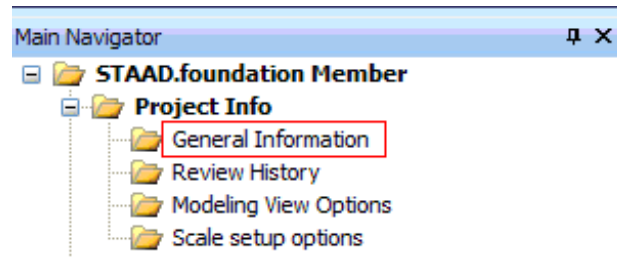 Main Navigator
STAAD.foundation Member
Project Info
General Information
Review History
Modeling View Options
Scale setup options